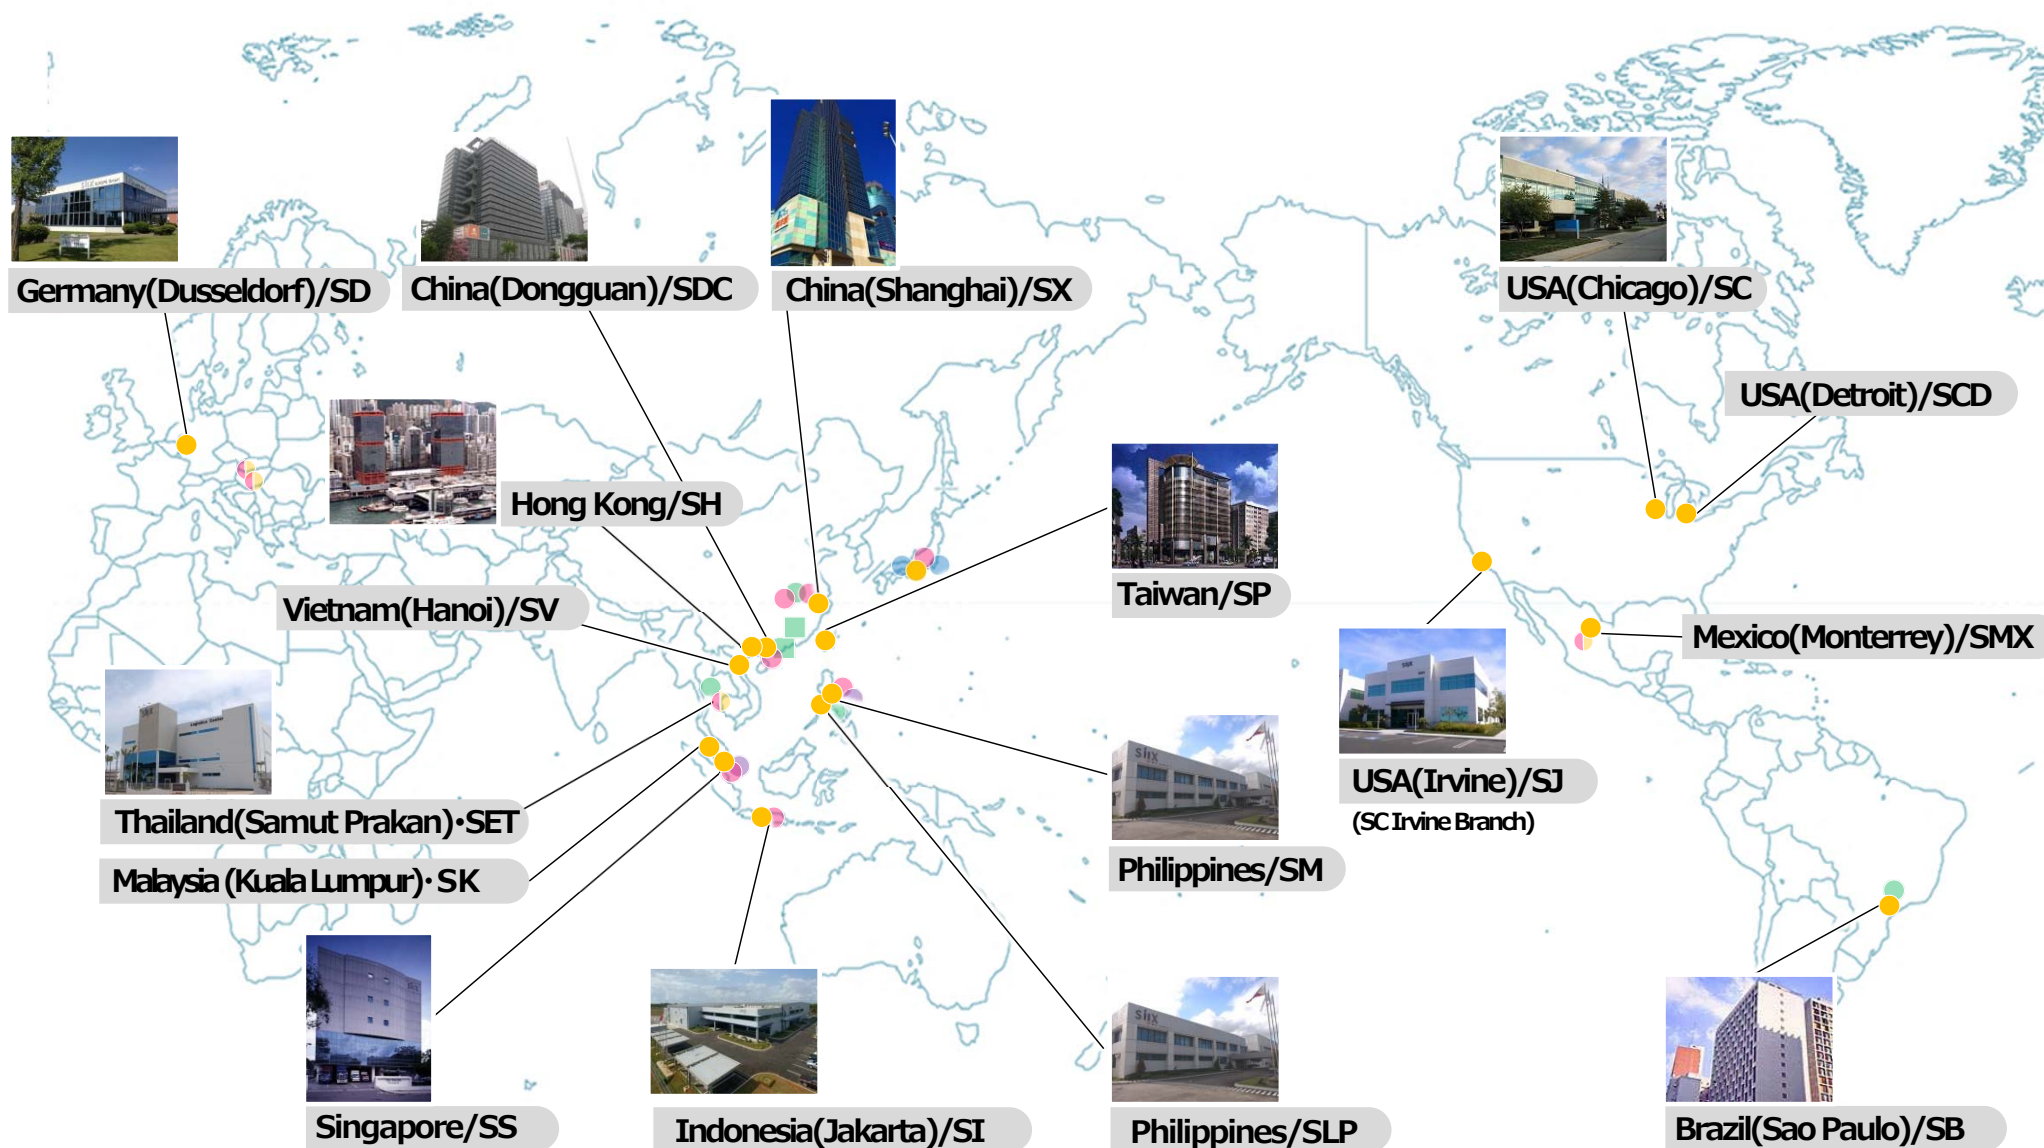 Germany(Dusseldorf)/SD
China(Dongguan)/SDC
China(Shanghai)/SX
USA(Chicago)/SC
USA(Detroit)/SCD
Hong Kong/SH
Taiwan/SP
Vietnam(Hanoi)/SV
Mexico(Monterrey)/SMX
USA(Irvine)/SJ
(SC Irvine Branch)
Thailand(Samut Prakan)・SET
Malaysia (Kuala Lumpur)・SK
siix
Philippines/SM
Singapore/SS
Indonesia(Jakarta)/SI
siix
Philippines/SLP
Brazil(Sao Paulo)/SB